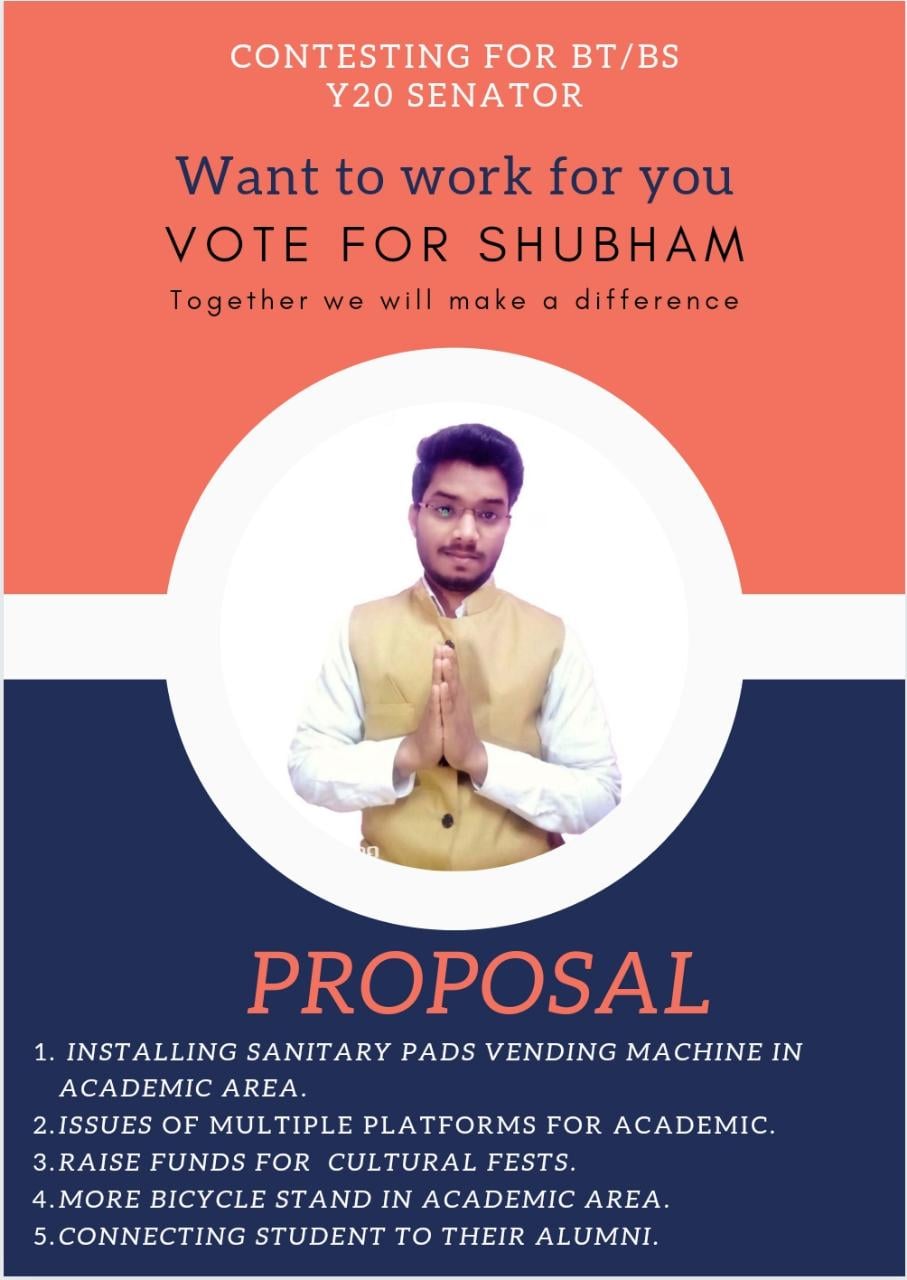 CONTESTING FOR BT/BS
Y20 SENATOR
Want to work for you
VOTE FOR SHUBHAM
Together we will make a difference
PROPOSAL
1. INSTALLING SANITARY PADS VENDING MACHINE IN
ACADEMIC AREA.
2.ISSUES OF MULTIPLE PLATFORMS FOR ACADEMIC.
3.RAISE FUNDS FOR CULTURAL FESTS.
4.MORE BICYCLE STAND IN ACADEMIC AREA.
5.CONNECTING STUDENT TO THEIR ALUMNI.